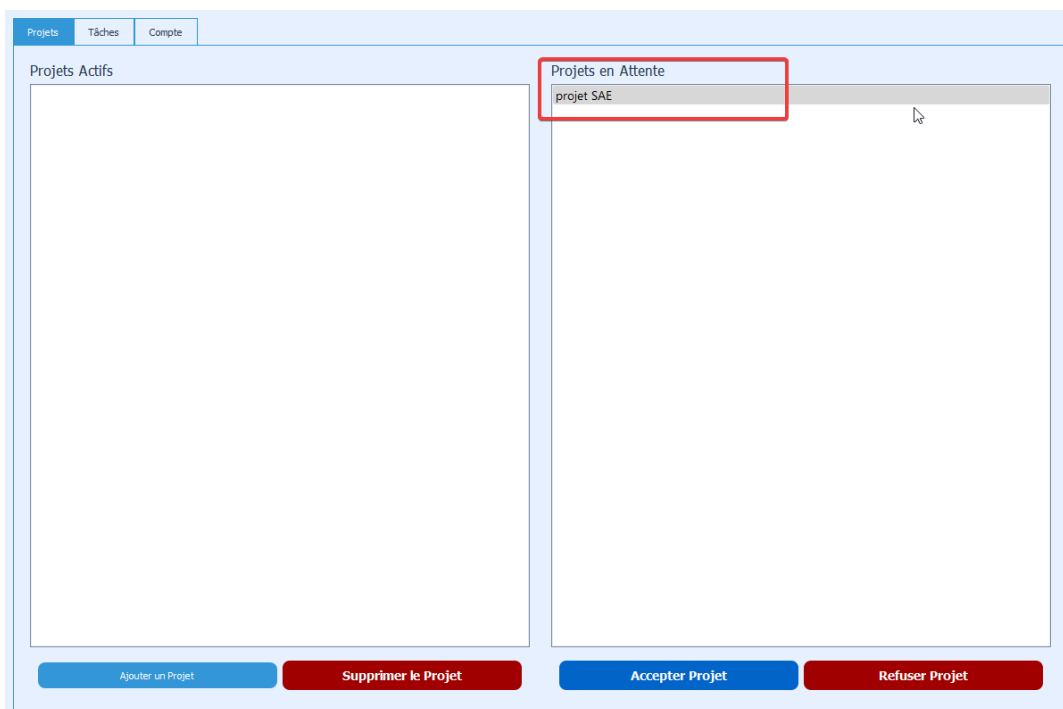 Projets Tâches Compte
Projets Actifs
Projets en Attente
projet SAE
Ajouter un Projet
Supprimer le Projet
Accepter Projet
Refuser Projet